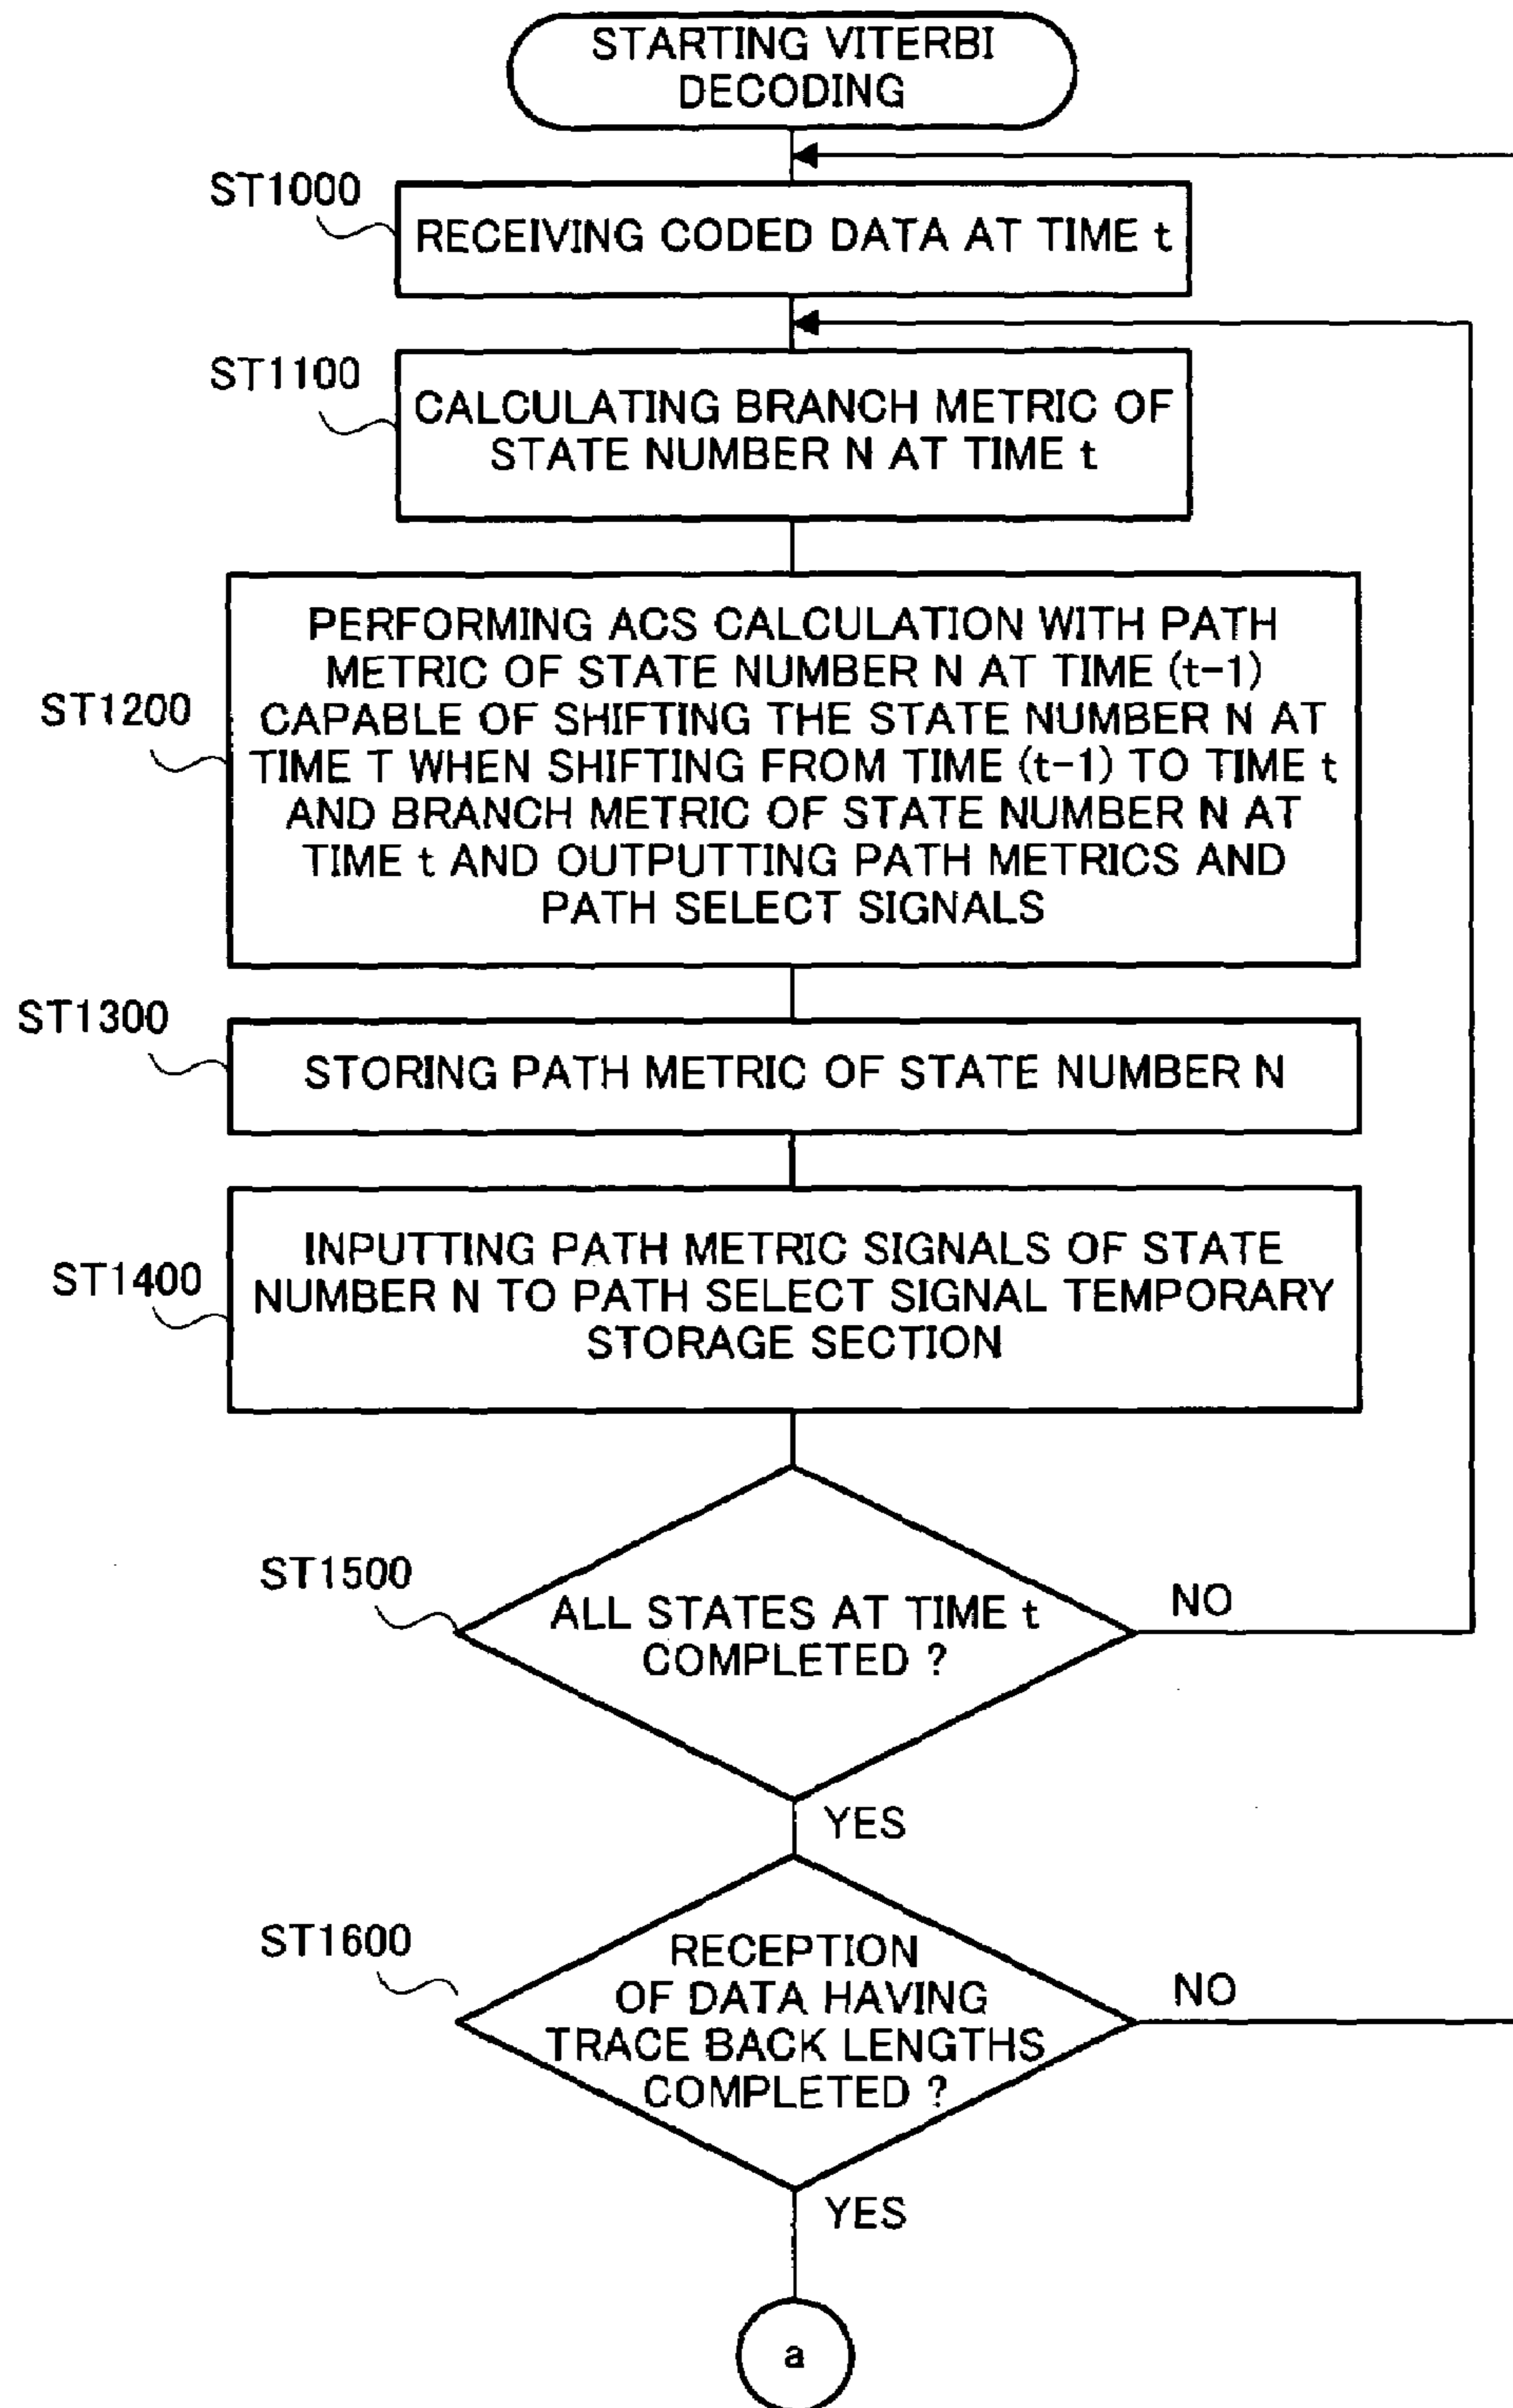 STARTING VITERBI
DECODING
ST1000
RECEIVING CODED DATA AT TIME t
ST1100
CALCULATING BRANCH METRIC OF
STATE NUMBER N AT TIME t
ST1200
PERFORMING ACS CALCULATION WITH PATH
METRIC OF STATE NUMBER N AT TIME (t-1)
CAPABLE OF SHIFTING THE STATE NUMBER N AT
TIME T WHEN SHIFTING FROM TIME (t-1) TO TIME t
AND BRANCH METRIC OF STATE NUMBER N AT
TIME t AND OUTPUTTING PATH METRICS AND
PATH SELECT SIGNALS
ST1300
STORING PATH METRIC OF STATE NUMBER N
ST1400
INPUTTING PATH METRIC SIGNALS OF STATE
NUMBER N TO PATH SELECT SIGNAL TEMPORARY
STORAGE SECTION
ST1500
ALL STATES AT TIME t
COMPLETED ?
NO
YES
ST1600
RECEPTION
OF DATA HAVING
TRACE BACK LENGTHS
COMPLETED ?
NO
YES
a